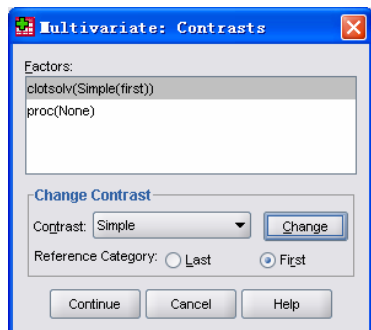 Multivariate: Contrasts
Factors:
clotsolv(Simple(first))
proc(None)
Change Contrast
Contrast: Simple Change
Reference Category: Last First
Continue Cancel Help